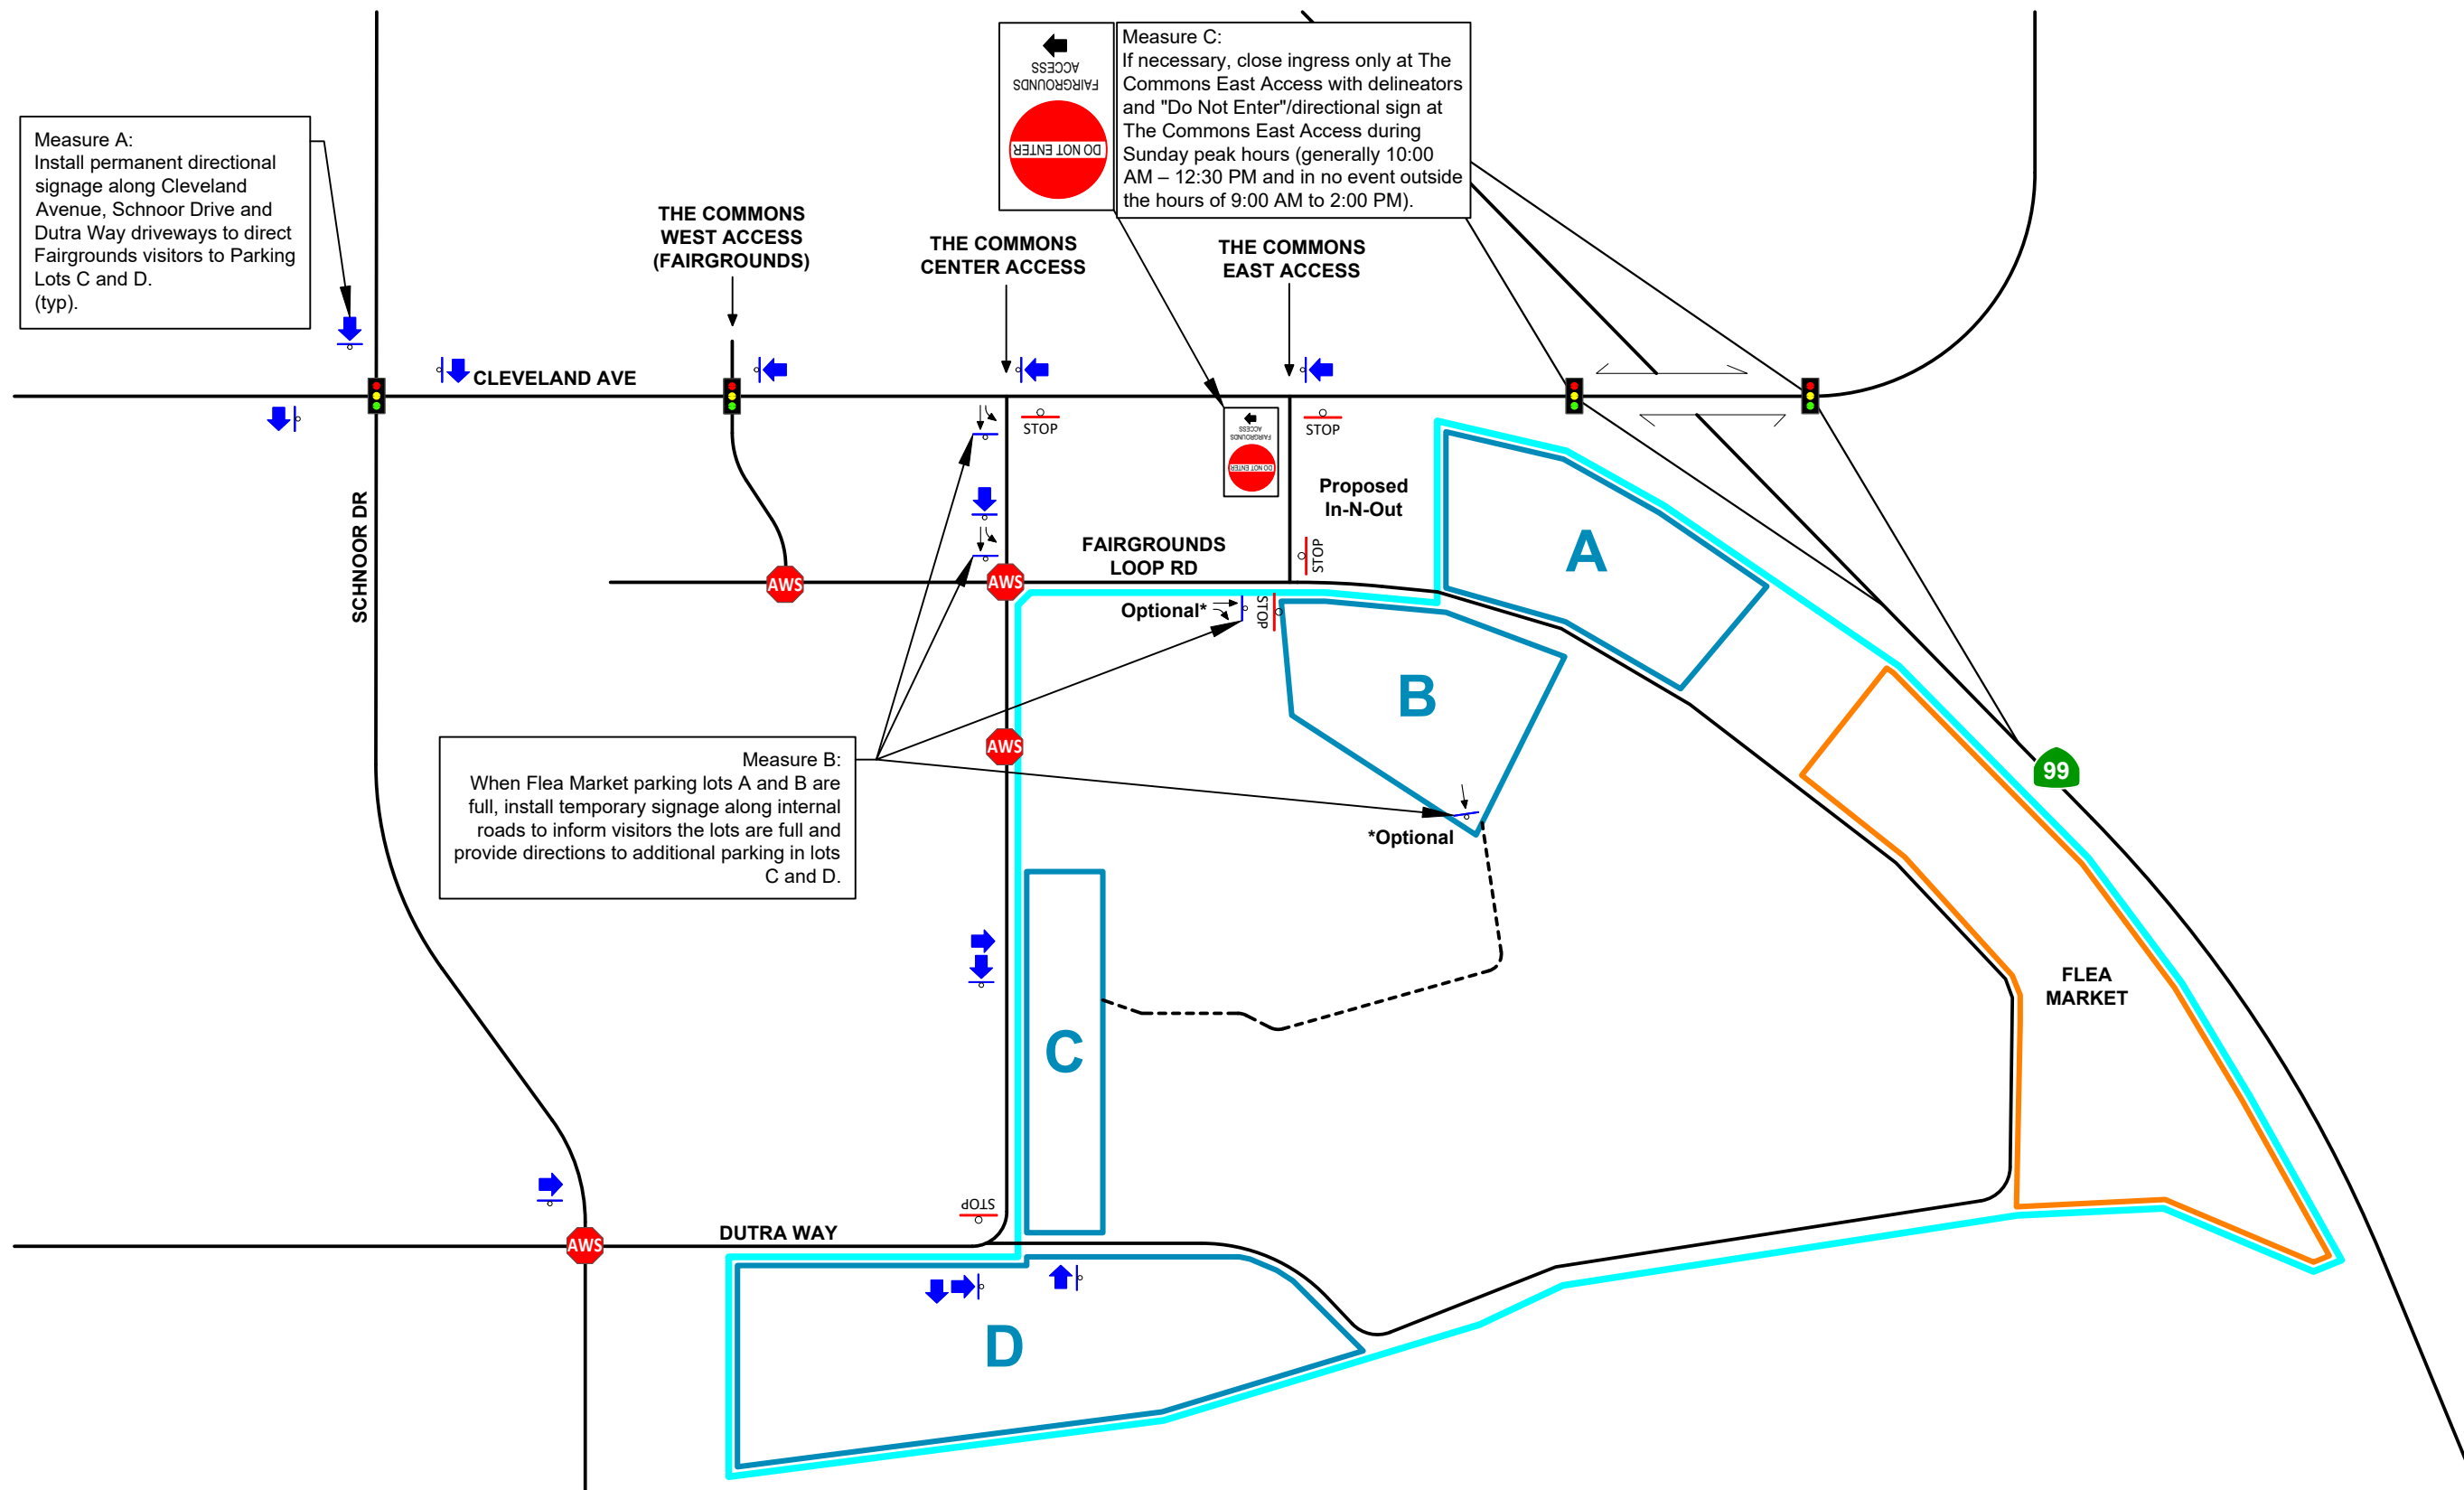 FAIRGROUNDS
ACCESS
DO NOT ENTER
Measure C:
If necessary, close ingress only at The
Commons East Access with delineators
and "Do Not Enter"/directional sign at
The Commons East Access during
Sunday peak hours (generally 10:00
AM – 12:30 PM and in no event outside
the hours of 9:00 AM to 2:00 PM).
Measure A:
Install permanent directional
signage along Cleveland
Avenue, Schnoor Drive and
Dutra Way driveways to direct
Fairgrounds visitors to Parking
Lots C and D.
(typ).
THE COMMONS
WEST ACCESS
(FAIRGROUNDS)
THE COMMONS
CENTER ACCESS
THE COMMONS
EAST ACCESS
CLEVELAND AVE
STOP
FAIRGROUNDS
ACCESS
DO NOT ENTER
STOP
Proposed
In-N-Out
SCHNOOR DR
FAIRGROUNDS
LOOP RD
STOP
A
AWS
AWS
Optional*
STOP
B
AWS
Measure B:
When Flea Market parking lots A and B are
full, install temporary signage along internal
roads to inform visitors the lots are full and
provide directions to additional parking in lots
C and D.
99
*Optional
FLEA
MARKET
C
STOP
DUTRA WAY
AWS
D